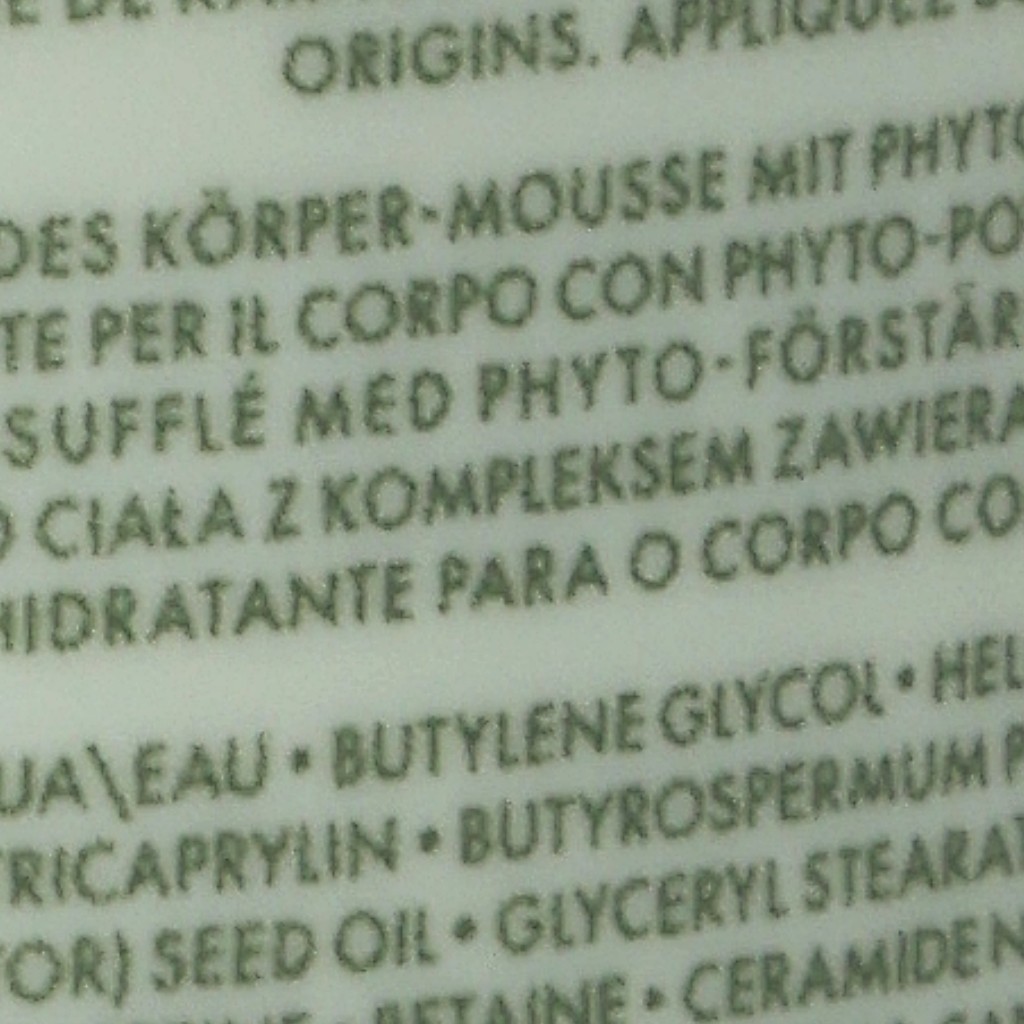 ORIGINS. APPLIQUEZ
DES KÖRPER-MOUSSE MIT PHYTO
TE PER IL CORPO CON PHYTO-PO
SUFFLÉ MED PHYTO-FÖRSTÄR
O CIAŁA Z KOMPLEKSEM ZAWIERA
HIDRATANTE PARA O CORPO CO
UA\EAU • BUTYLENE GLYCOL • HEL
TRICAPRYLIN • BUTYROSPERMUM P
TOR) SEED OIL • GLYCERYL STEARAT
BETAINE • CERAMIDE N